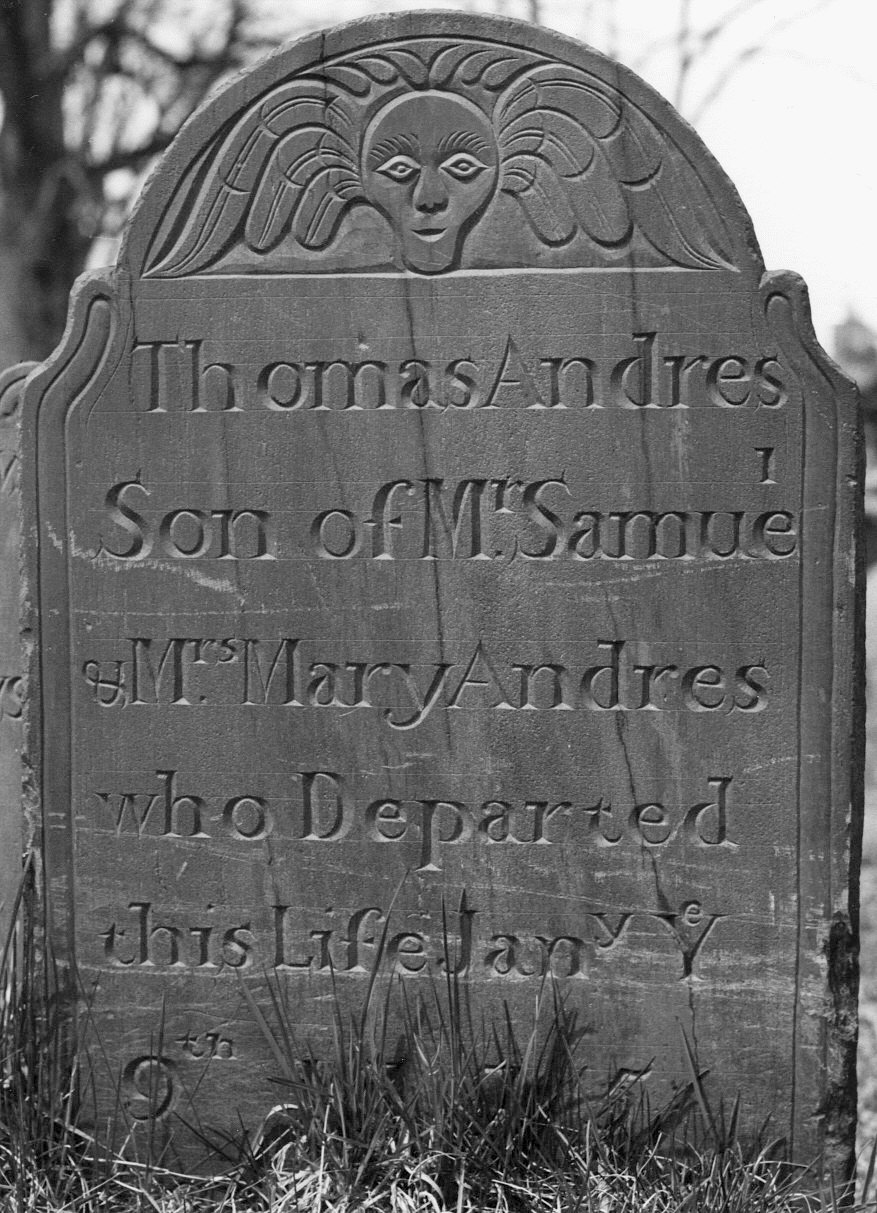 Thomas Andres
Son of Mr. Samuel
& Mrs. Mary Andres
who Departed
this Life Jany Ye
9th